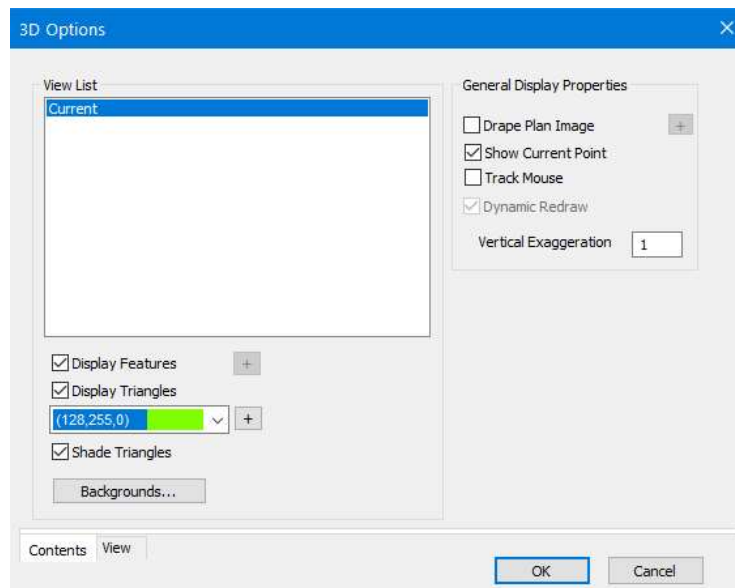 3D Options
View List
Current
Display Features
+
Display Triangles
(128,255,0)
+
Shade Triangles
Backgrounds...
General Display Properties
Drape Plan Image
+
Show Current Point
Track Mouse
Dynamic Redraw
Vertical Exaggeration 1
Contents View
OK Cancel